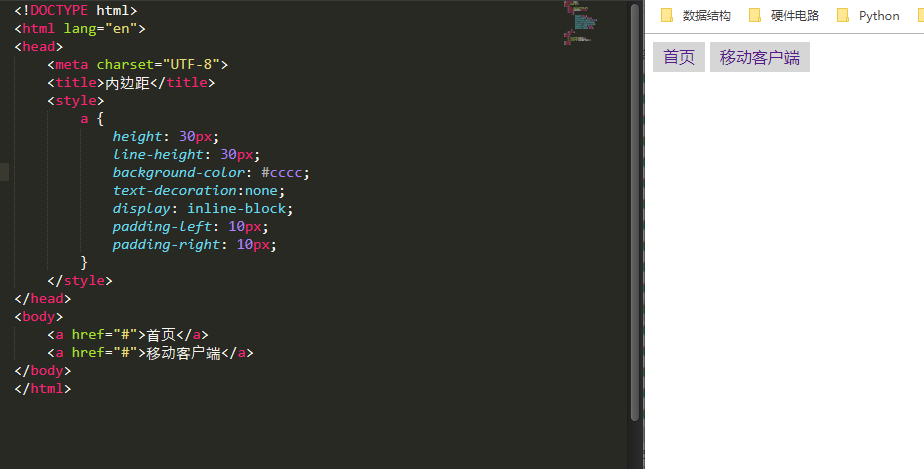 <!DOCTYPE html>
<html lang="en">
<head>
    <meta charset="UTF-8">
    <title>内边距</title>
    <style>
        a {
            height: 30px;
            line-height: 30px;
            background-color: #cccc;
            text-decoration:none;
            display: inline-block;
            padding-left: 10px;
            padding-right: 10px;
        }
    </style>
</head>
<body>
    <a href="#">首页</a>
    <a href="#">移动客户端</a>
</body>
</html>
数据结构 硬件电路 Python
首页 移动客户端